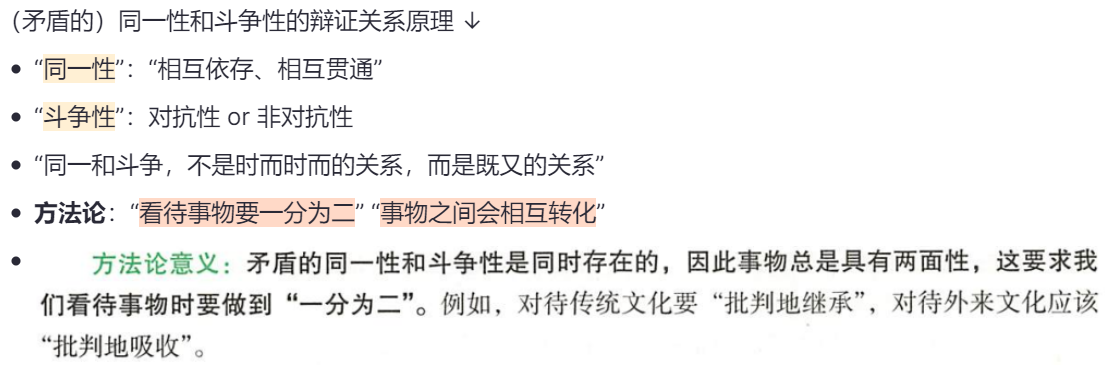 （矛盾的）同一性和斗争性的辩证关系原理 ↓
• “同一性”：“相互依存、相互贯通”
• “斗争性”：对抗性 or 非对抗性
• “同一和斗争，不是时而时而的关系，而是既又的关系”
• 方法论：“看待事物要一分为二” “事物之间会相互转化”
• 方法论意义：矛盾的同一性和斗争性是同时存在的，因此事物总是具有两面性，这要求我
们看待事物时要做到“一分为二”。例如，对待传统文化要“批判地继承”，对待外来文化应该
“批判地吸收”。